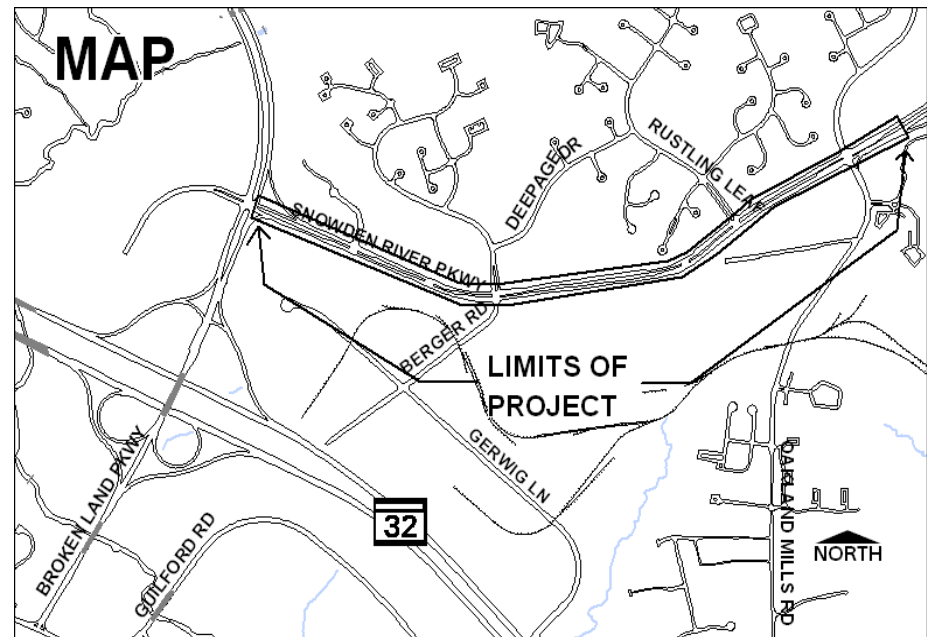 MAP
RUSTLING LEAF
DEEPAGE DR
SNOWDEN RIVER PKWY
BERGER RD
LIMITS OF
PROJECT
GERWIG LN
BROKEN LAND PKWY
32
GUILFORD RD
OAKLAND MILLS RD
NORTH